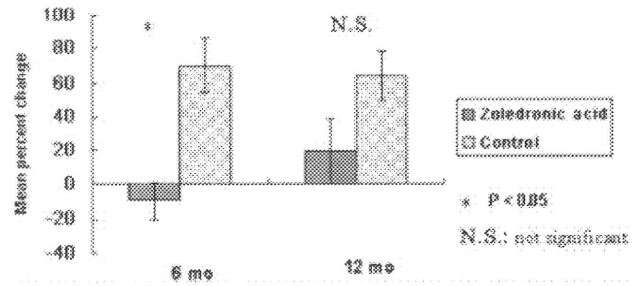 100
80
60
40
20
0
-20
-40
Mean percent change
*
N.S.
6 mo
12 mo
Zoledronic acid
Control
* P < 0.05
N.S.: not significant